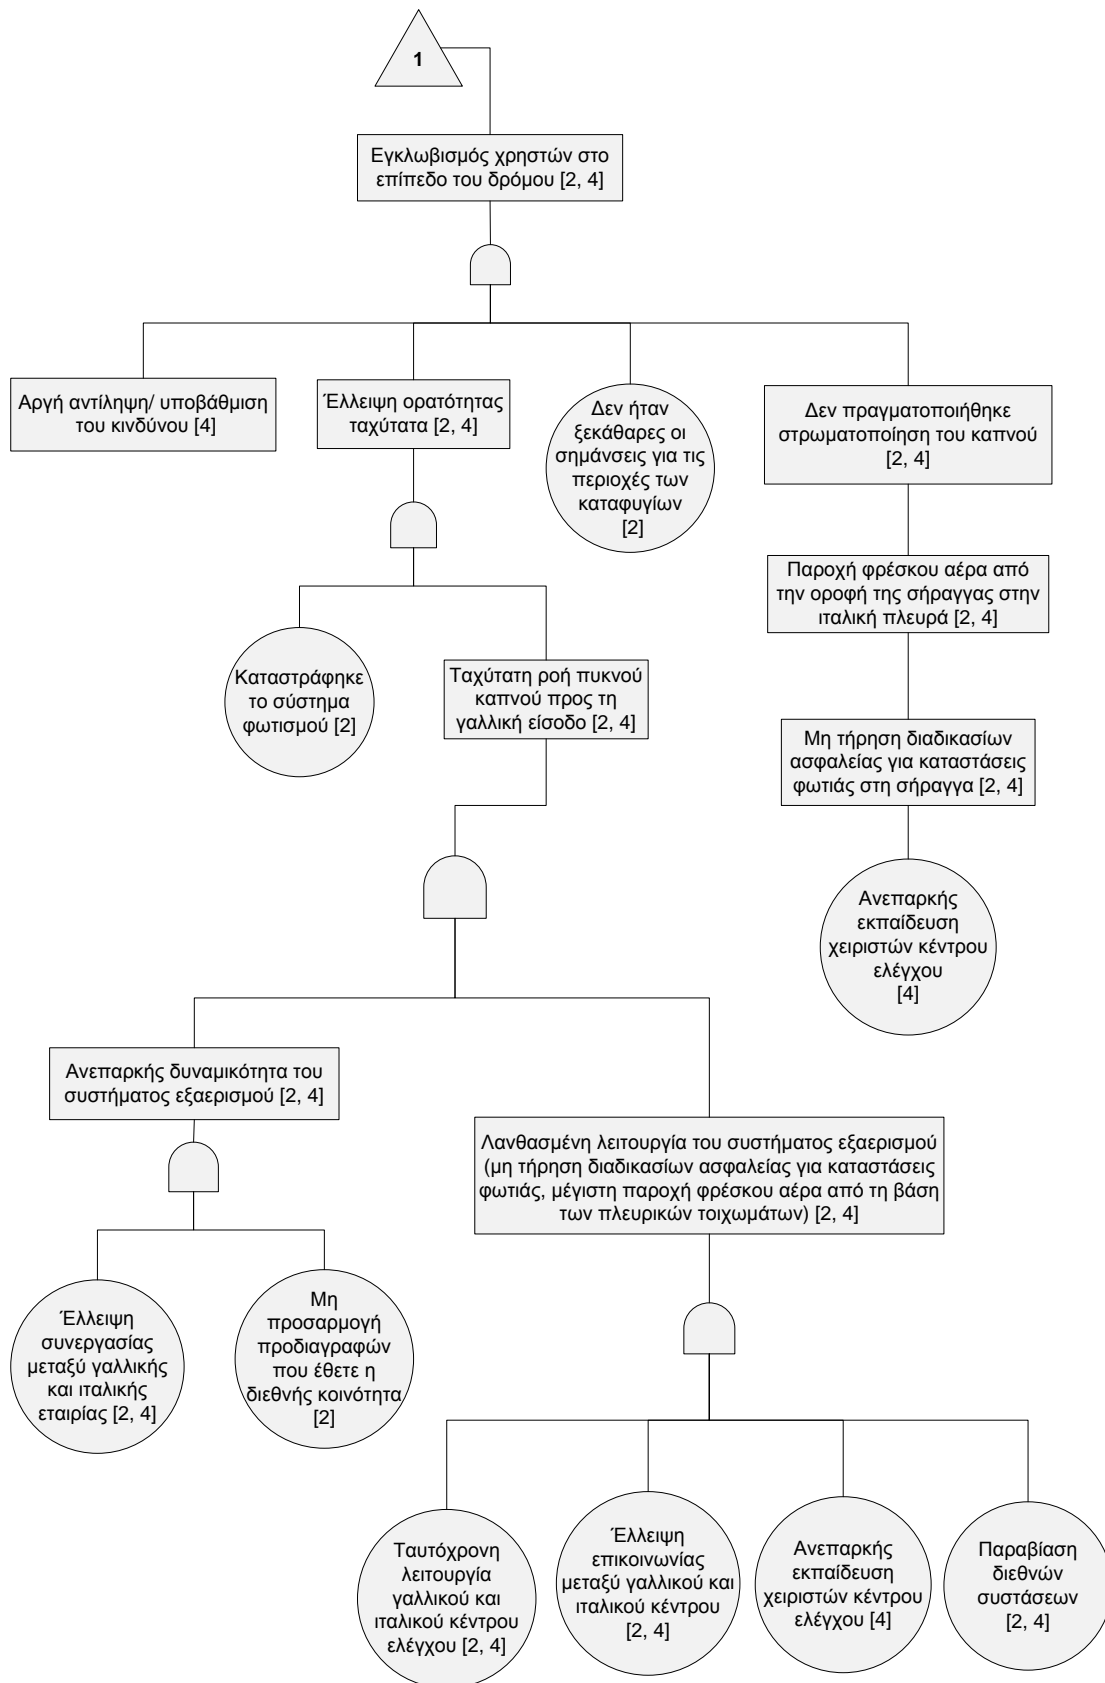 1
Εγκλωβισμός χρηστών στο
επίπεδο του δρόμου [2, 4]
Αργή αντίληψη/ υποβάθμιση
του κινδύνου [4]
Έλλειψη ορατότητας
ταχύτατα [2, 4]
Δεν ήταν
ξεκάθαρες οι
σημάνσεις για τις
περιοχές των
καταφυγίων
[2]
Δεν πραγματοποιήθηκε
στρωματοποίηση του καπνού
[2, 4]
Παροχή φρέσκου αέρα από
την οροφή της σήραγγας στην
ιταλική πλευρά [2, 4]
Καταστράφηκε
το σύστημα
φωτισμού [2]
Ταχύτατη ροή πυκνού
καπνού προς τη
γαλλική είσοδο [2, 4]
Μη τήρηση διαδικασίων
ασφαλείας για καταστάσεις
φωτιάς στη σήραγγα [2, 4]
Ανεπαρκής
εκπαίδευση
χειριστών κέντρου
ελέγχου
[4]
Ανεπαρκής δυναμικότητα του
συστήματος εξαερισμού [2, 4]
Λανθασμένη λειτουργία του συστήματος εξαερισμού
(μη τήρηση διαδικασίων ασφαλείας για καταστάσεις
φωτιάς, μέγιστη παροχή φρέσκου αέρα από τη βάση
των πλευρικών τοιχωμάτων) [2, 4]
Έλλειψη
συνεργασίας
μεταξύ γαλλικής
και ιταλικής
εταιρίας [2, 4]
Μη
προσαρμογή
προδιαγραφών
που έθετε η
διεθνής κοινότητα
[2]
Ταυτόχρονη
λειτουργία
γαλλικού και
ιταλικού κέντρου
ελέγχου [2, 4]
Έλλειψη
επικοινωνίας
μεταξύ γαλλικού και
ιταλικού κέντρου
[2, 4]
Ανεπαρκής
εκπαίδευση
χειριστών κέντρου
ελέγχου [4]
Παραβίαση
διεθνών
συστάσεων
[2, 4]